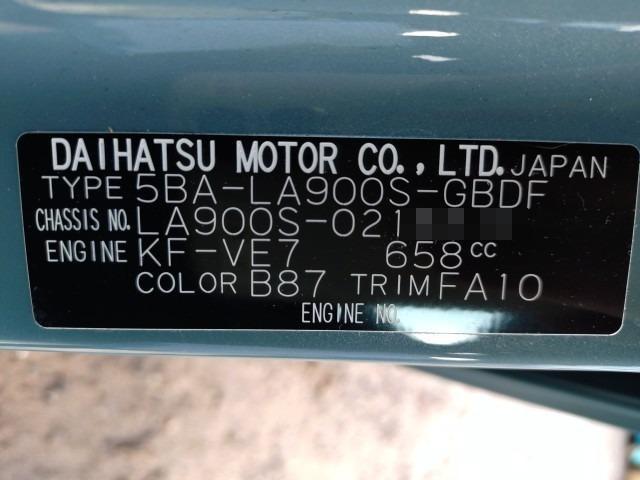 DAIHATSU MOTOR CO., LTD. JAPAN
TYPE 5BA-LA900S-GBDF
CHASSIS NO. LA900S-021
ENGINE KF-VE7 658cc
COLOR B87 TRIM FA10
ENGINE NO.